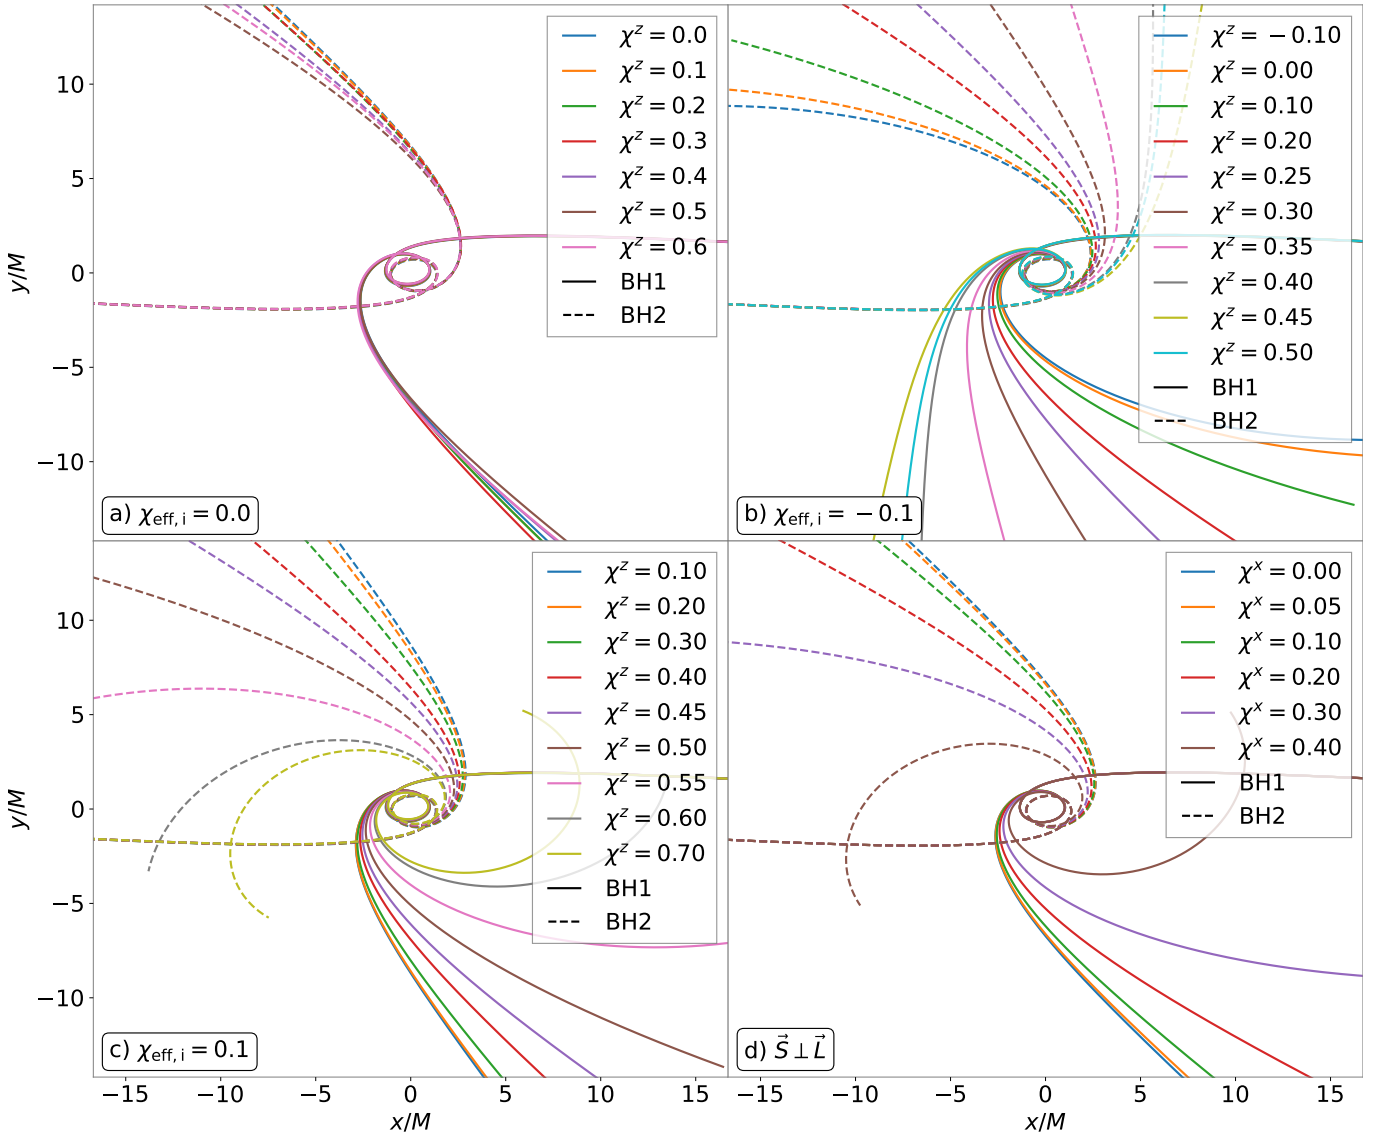 χ^z = 0.0
χ^z = 0.1
χ^z = 0.2
χ^z = 0.3
χ^z = 0.4
χ^z = 0.5
χ^z = 0.6
BH1
BH2
10
5
0
−5
−10
y/M
a) χ_eff, i = 0.0
χ^z = −0.10
χ^z = 0.00
χ^z = 0.10
χ^z = 0.20
χ^z = 0.25
χ^z = 0.30
χ^z = 0.35
χ^z = 0.40
χ^z = 0.45
χ^z = 0.50
BH1
BH2
b) χ_eff, i = −0.1
χ^z = 0.10
χ^z = 0.20
χ^z = 0.30
χ^z = 0.40
χ^z = 0.45
χ^z = 0.50
χ^z = 0.55
χ^z = 0.60
χ^z = 0.70
BH1
BH2
10
5
0
−5
−10
y/M
c) χ_eff, i = 0.1
−15 −10 −5 0 5 10 15
x/M
χ^x = 0.00
χ^x = 0.05
χ^x = 0.10
χ^x = 0.20
χ^x = 0.30
χ^x = 0.40
BH1
BH2
d) S⃗ ⊥ L⃗
−15 −10 −5 0 5 10 15
x/M